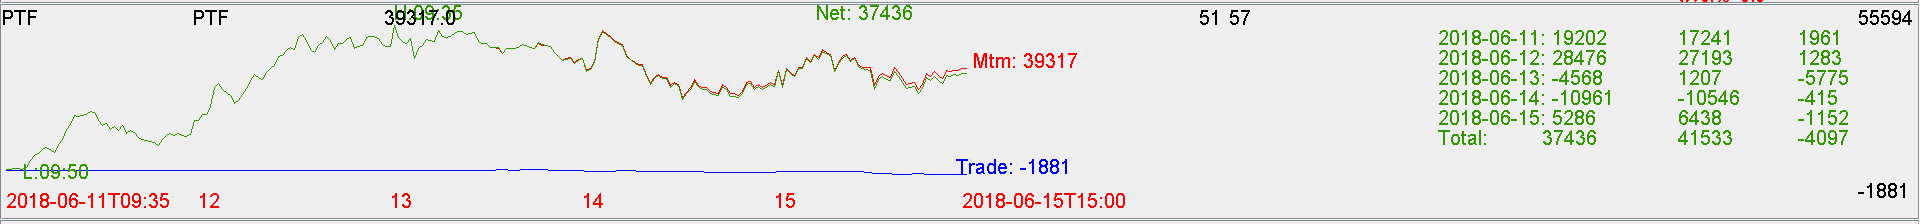 PTF PTF 39317.0 H:09:35 Net: 37436 51 57 55594
2018-06-11: 19202 17241 1961
2018-06-12: 28476 27193 1283
Mtm: 39317
2018-06-13: -4568 1207 -5775
2018-06-14: -10961 -10546 -415
2018-06-15: 5286 6438 -1152
Total: 37436 41533 -4097
L:09:50
Trade: -1881
-1881
2018-06-11T09:35 12 13 14 15 2018-06-15T15:00